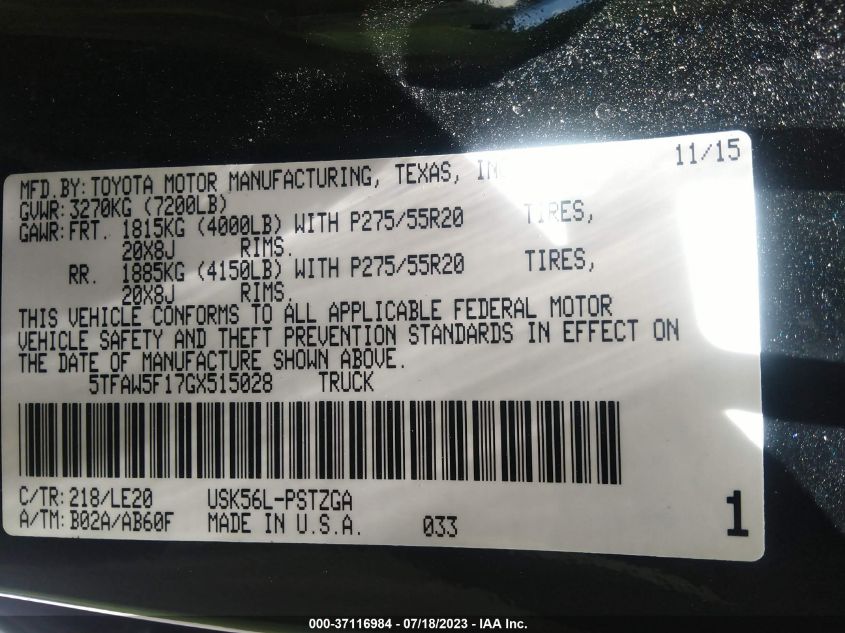 11/15
MFD.BY:TOYOTA MOTOR MANUFACTURING, TEXAS,
GVWR:3270KG (7200LB)
GAWR:FRT. 1815KG (4000LB) WITH P275/55R20 TIRES,
20X8J RIMS.
RR. 1885KG (4150LB) WITH P275/55R20 TIRES,
20X8J RIMS.
THIS VEHICLE CONFORMS TO ALL APPLICABLE FEDERAL MOTOR
VEHICLE SAFETY AND THEFT PREVENTION STANDARDS IN EFFECT ON
THE DATE OF MANUFACTURE SHOWN ABOVE.
5TFAW5F17GX515028 TRUCK
C/TR:218/LE20 USK56L-PSTZGA
A/TM:B02A/AB60F MADE IN U.S.A. 033
1
000-37116984 - 07/18/2023 - IAA Inc.